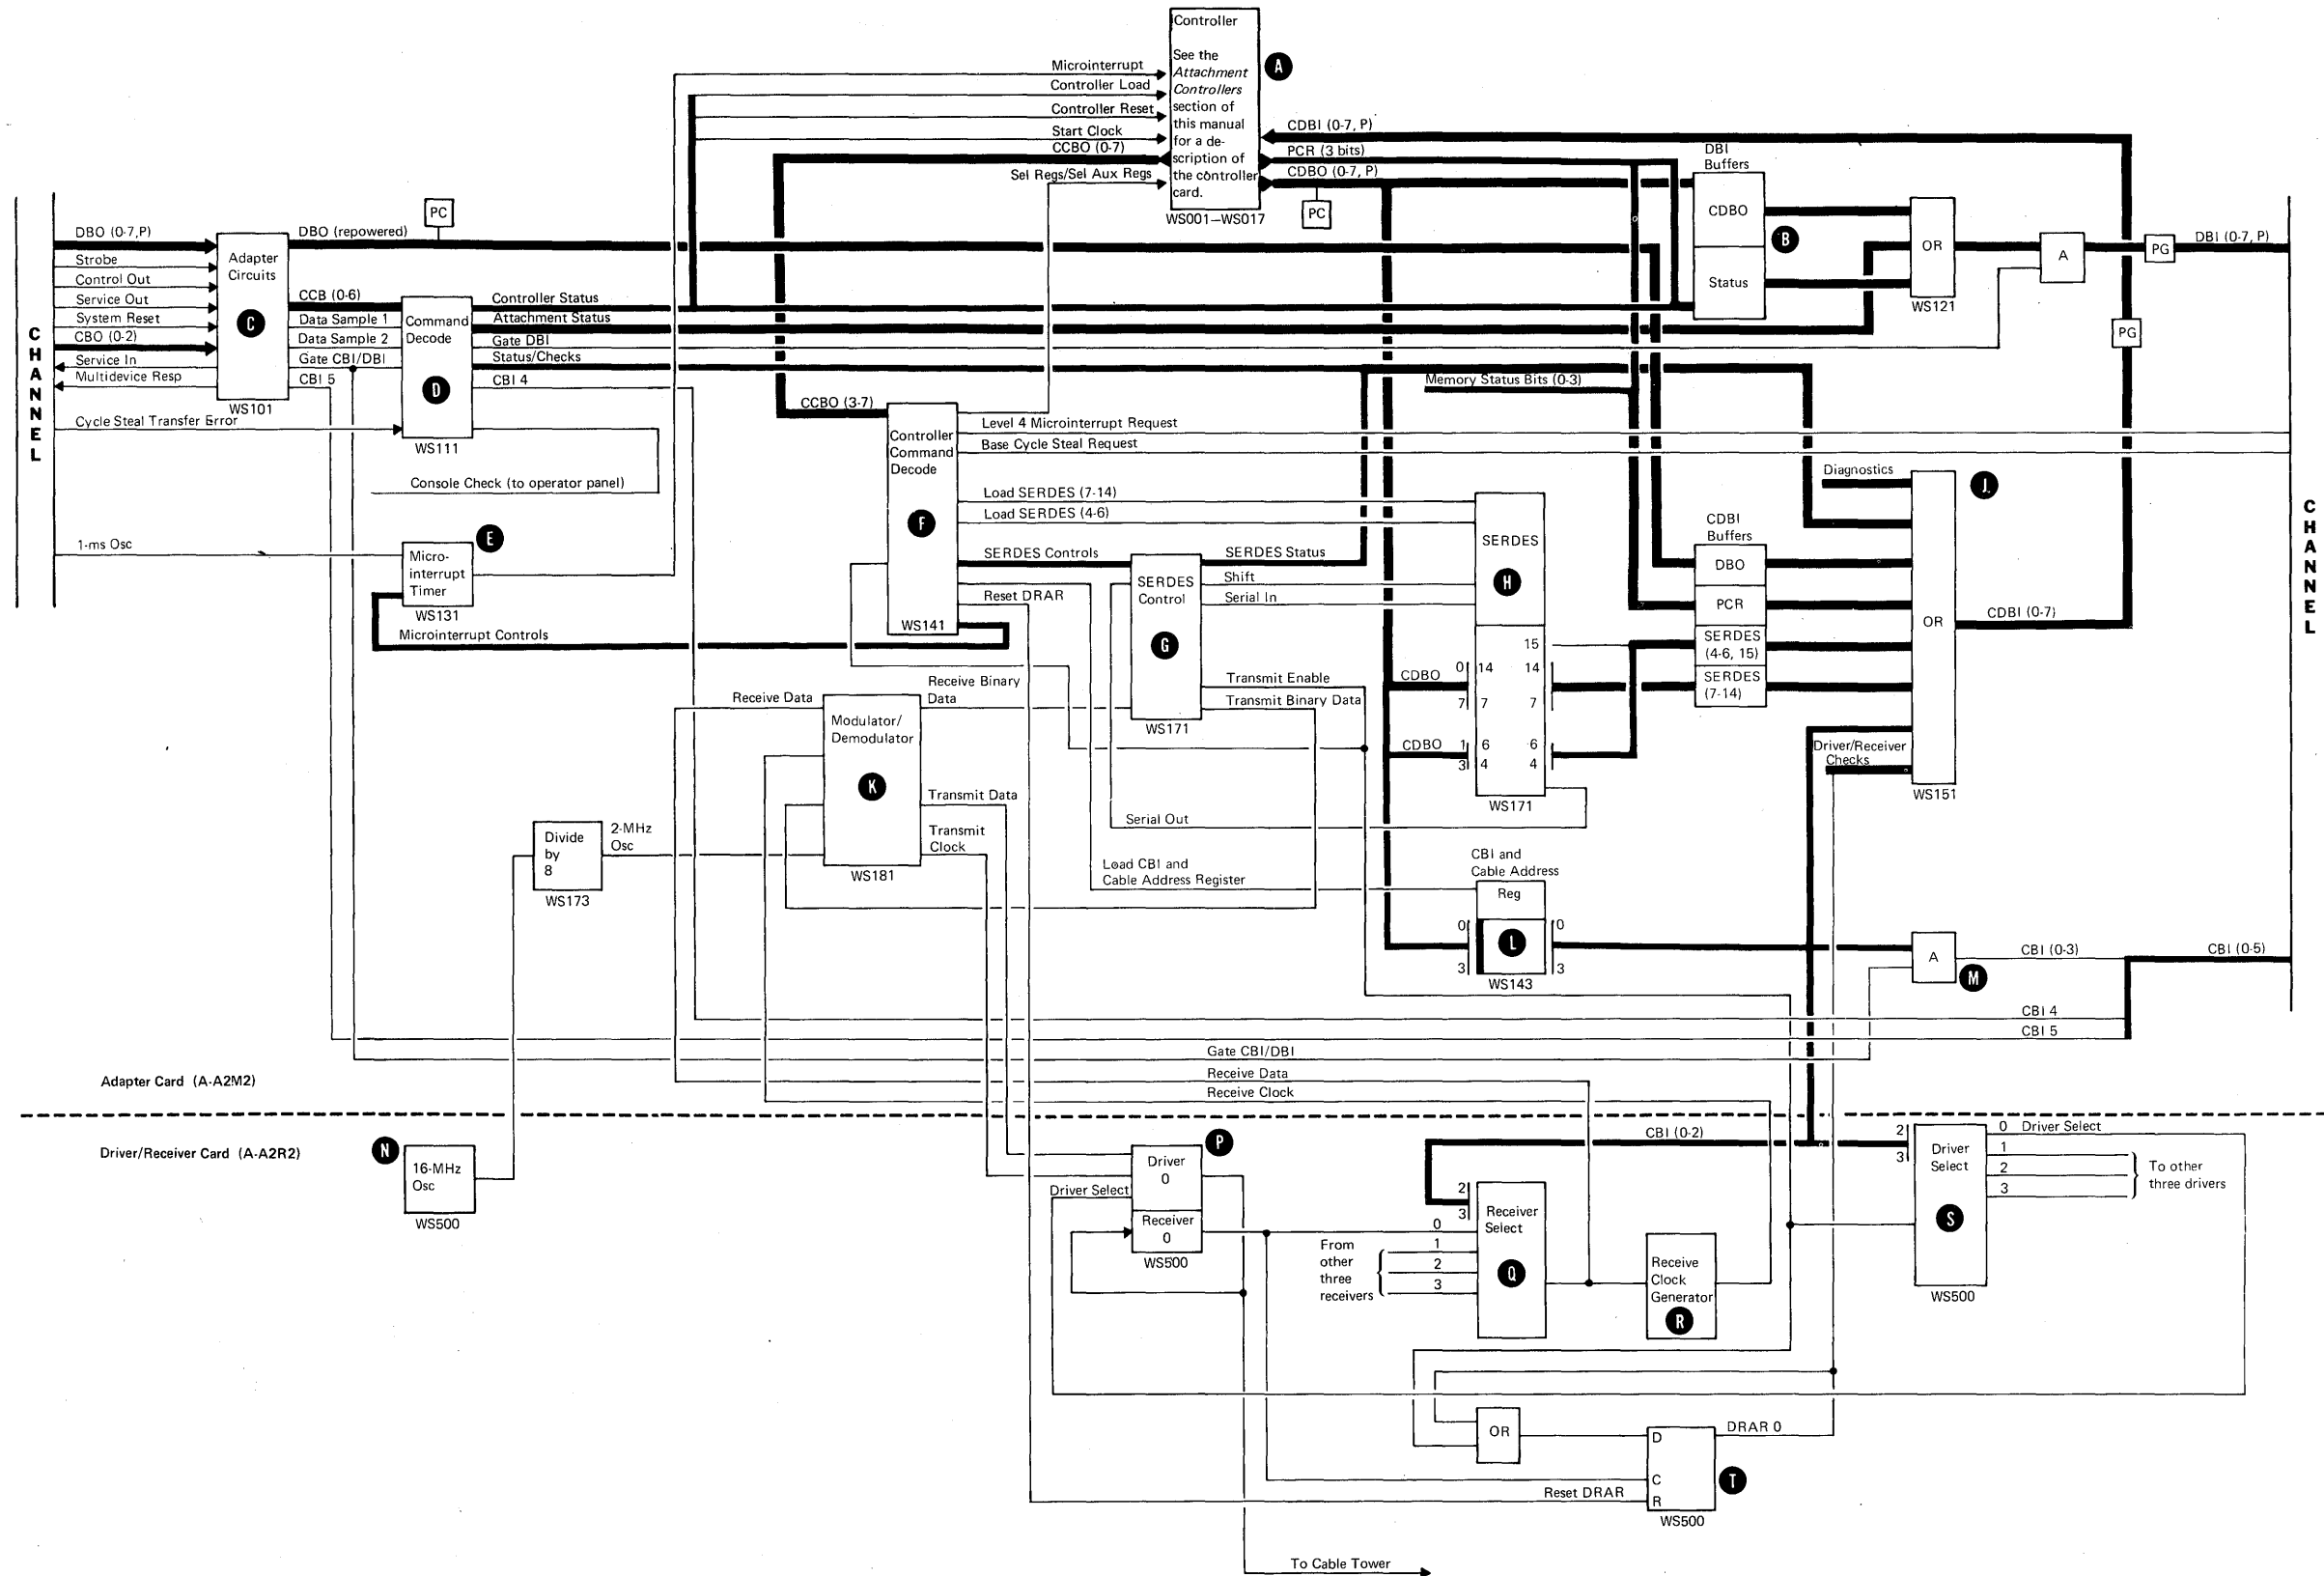 Controller
See the
Attachment
Controllers
section of
this manual
for a de-
scription of
the controller
card.
WS001–WS017
A
Microinterrupt
Controller Load
Controller Reset
Start Clock
CCBO (0-7)
Sel Regs/Sel Aux Regs
CDBI (0-7, P)
PCR (3 bits)
CDBO (0-7, P)
PC
DBI
Buffers
CDBO
Status
B
OR
WS121
A
PG
DBI (0-7, P)
PG
CHANNEL
DBO (0-7,P)
Strobe
Control Out
Service Out
System Reset
CBO (0-2)
Service In
Multidevice Resp
Cycle Steal Transfer Error
1-ms Osc
Adapter
Circuits
C
WS101
DBO (repowered)
PC
CCB (0-6)
Data Sample 1
Data Sample 2
Gate CBI/DBI
CBI 5
Command
Decode
D
WS111
Controller Status
Attachment Status
Gate DBI
Status/Checks
CBI 4
Console Check (to operator panel)
E
Micro-
interrupt
Timer
WS131
Microinterrupt Controls
CCBO (3-7)
Controller
Command
Decode
F
WS141
Level 4 Microinterrupt Request
Base Cycle Steal Request
Load SERDES (7-14)
Load SERDES (4-6)
SERDES Controls
Reset DRAR
SERDES
Control
G
WS171
SERDES Status
Shift
Serial In
Transmit Enable
Transmit Binary Data
Serial Out
Memory Status Bits (0-3)
SERDES
H
15
CDBO
0 14 14
7 7 7
CDBO
1 6 6
3 4 4
WS171
CDBI
Buffers
DBO
PCR
SERDES
(4-6, 15)
SERDES
(7-14)
Diagnostics
J
OR
WS151
CDBI (0-7)
Driver/Receiver
Checks
CHANNEL
Receive Data
Receive Binary
Data
Modulator/
Demodulator
K
WS181
Transmit Data
Transmit
Clock
Divide
by
8
WS173
2-MHz
Osc
Load CBI and
Cable Address Register
CBI and
Cable Address
Reg
0 0
L
3 3
WS143
A
M
CBI (0-3)
CBI (0-5)
CBI 4
CBI 5
Gate CBI/DBI
Receive Data
Receive Clock
Adapter Card (A-A2M2)
Driver/Receiver Card (A-A2R2)
N
16-MHz
Osc
WS500
P
Driver
0
Driver Select
Receiver
0
WS500
CBI (0-2)
2
3
Receiver
Select
Q
0
1
2
3
From
other
three
receivers
Receive
Clock
Generator
R
2
3
Driver
Select
S
WS500
0 Driver Select
1
2
3
To other
three drivers
OR
D
C
R
T
DRAR 0
Reset DRAR
WS500
To Cable Tower